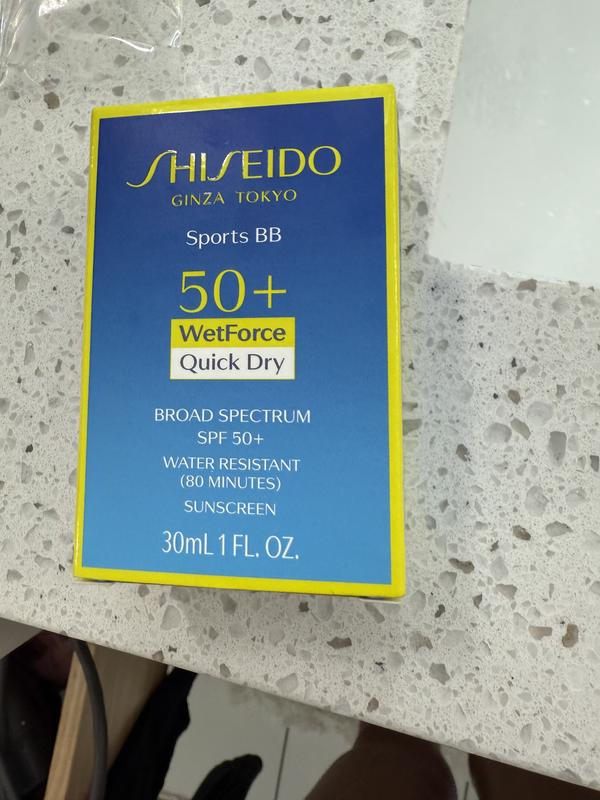 SHISEIDO
GINZA TOKYO
Sports BB
50+
WetForce
Quick Dry
BROAD SPECTRUM
SPF 50+
WATER RESISTANT
(80 MINUTES)
SUNSCREEN
30mL 1 FL. OZ.